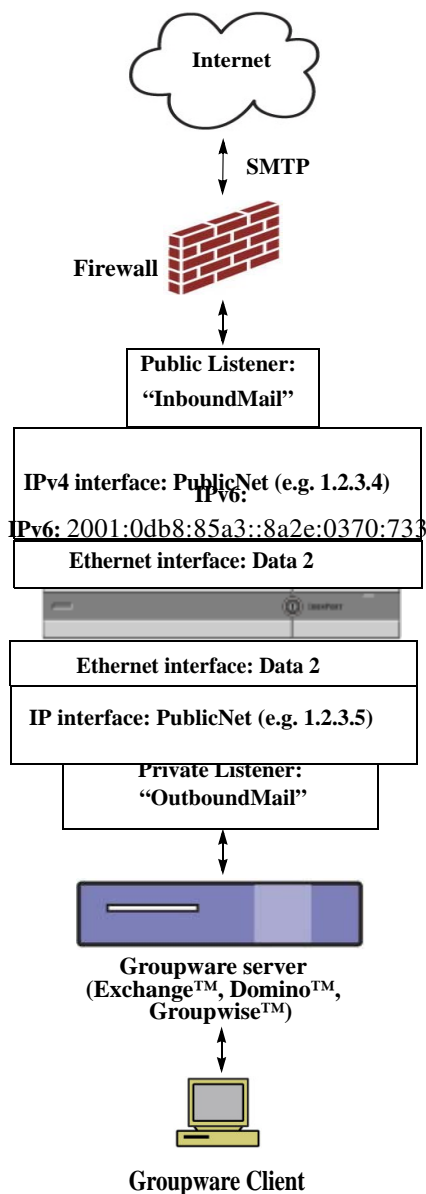 Internet
SMTP
Firewall
Public Listener:
“InboundMail”
IPv4 interface: PublicNet (e.g. 1.2.3.4)
IPv6:
IPv6: 2001:0db8:85a3::8a2e:0370:733
Ethernet interface: Data 2
IRONPORT
Ethernet interface: Data 2
IP interface: PublicNet (e.g. 1.2.3.5)
Private Listener:
“OutboundMail”
Groupware server
(Exchange™, Domino™,
Groupwise™)
Groupware Client